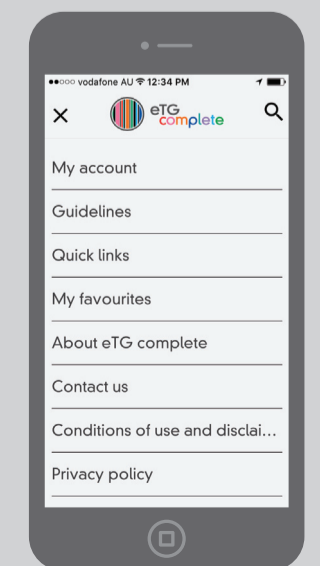 vodafone AU 12:34 PM
eTG
complete
My account
Guidelines
Quick links
My favourites
About eTG complete
Contact us
Conditions of use and disclai...
Privacy policy